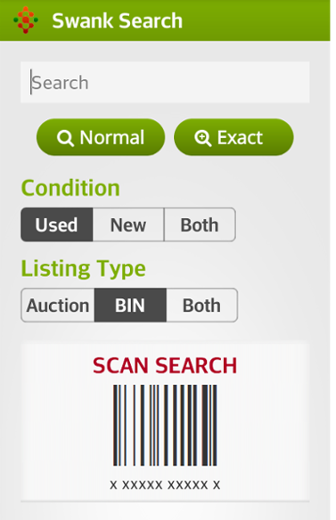 Swank Search
Search
Normal Exact
Condition
Used New Both
Listing Type
Auction BIN Both
SCAN SEARCH
x xxxxx xxxxx x